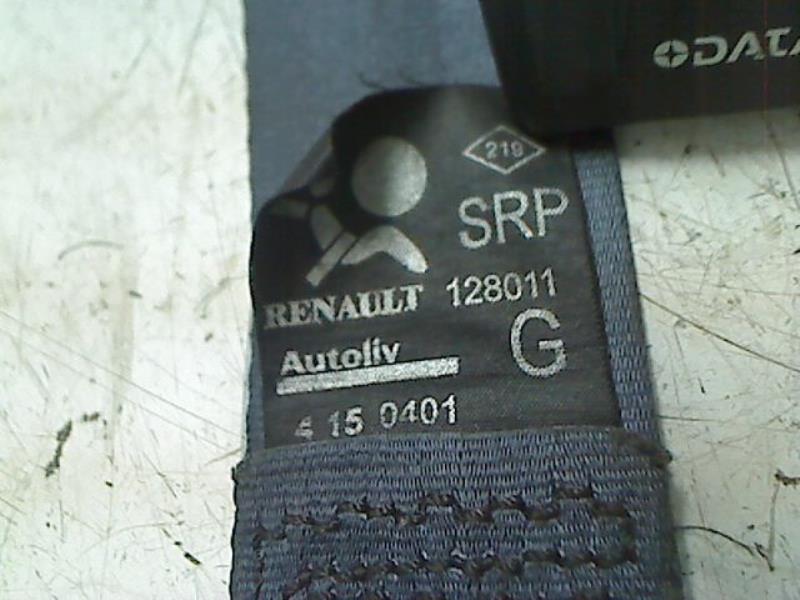 DATA
219
SRP
RENAULT 128011
Autoliv G
4 15 0401